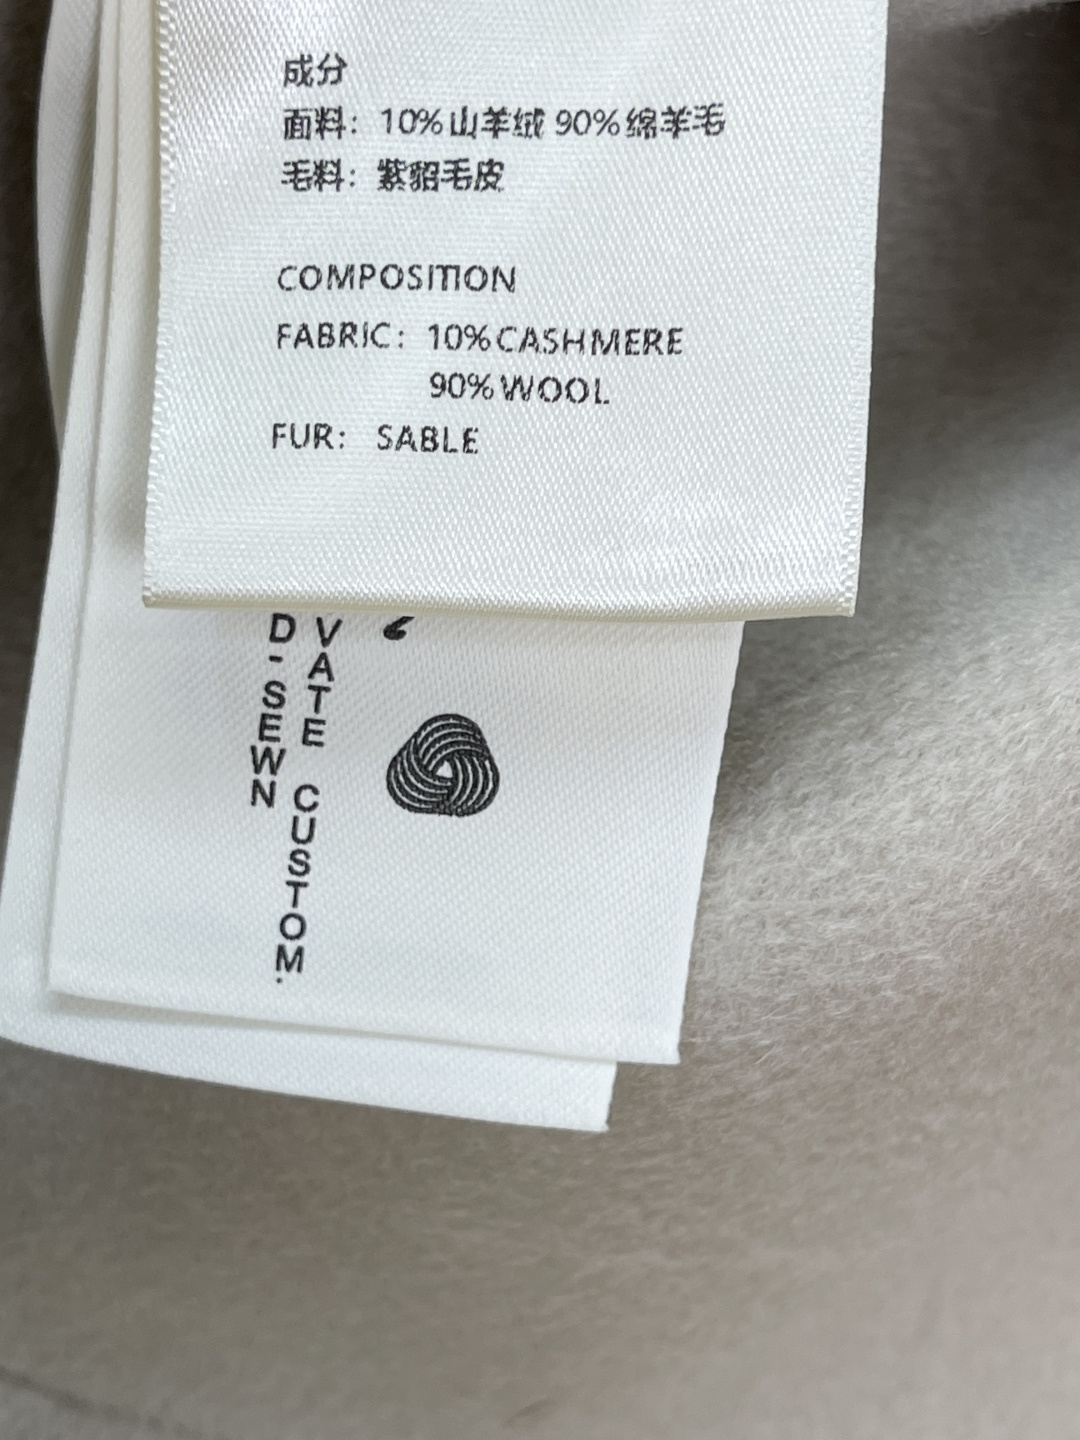 成分
面料：10%山羊绒 90%绵羊毛
毛料：紫貂毛皮
COMPOSITION
FABRIC: 10%CASHMERE
90%WOOL
FUR: SABLE
D-SEWN
VATE CUSTOM.